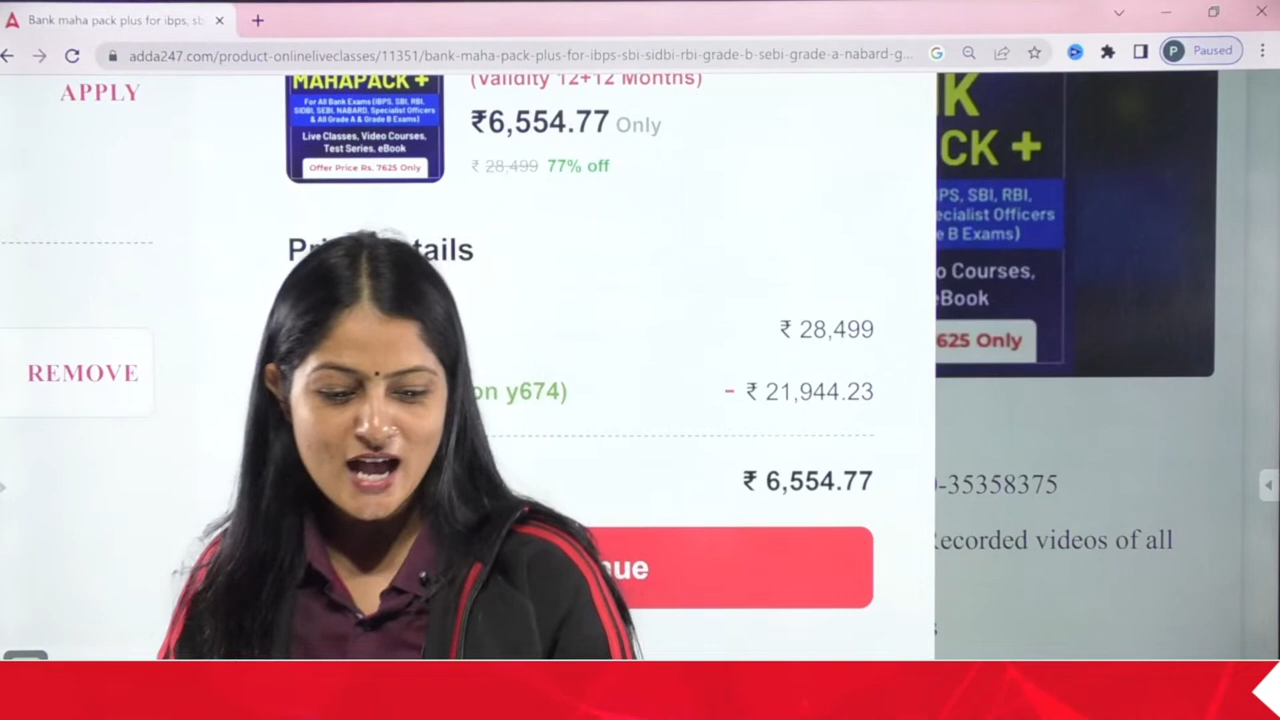 Bank maha pack plus for ibps, sb
adda247.com/product-onlineliveclasses/11351/bank-maha-pack-plus-for-ibps-sbi-sidbi-rbi-grade-b-sebi-grade-a-nabard-g...
P Paused
APPLY
MAHAPACK +
For All Bank Exams (IBPS, SBI, RBI,
SIDBI, SEBI, NABARD, Specialist Officers
& All Grade A & Grade B Exams)
Live Classes, Video Courses,
Test Series, eBook
Offer Price Rs. 7625 Only
(Validity 12+12 Months)
₹6,554.77 Only
₹ 28,499 77% off
Pri tails
₹ 28,499
REMOVE
on y674) - ₹ 21,944.23
₹ 6,554.77
nue
K
CK +
PS, SBI, RBI,
ecialist Officers
e B Exams)
o Courses,
eBook
625 Only
-35358375
ecorded videos of all